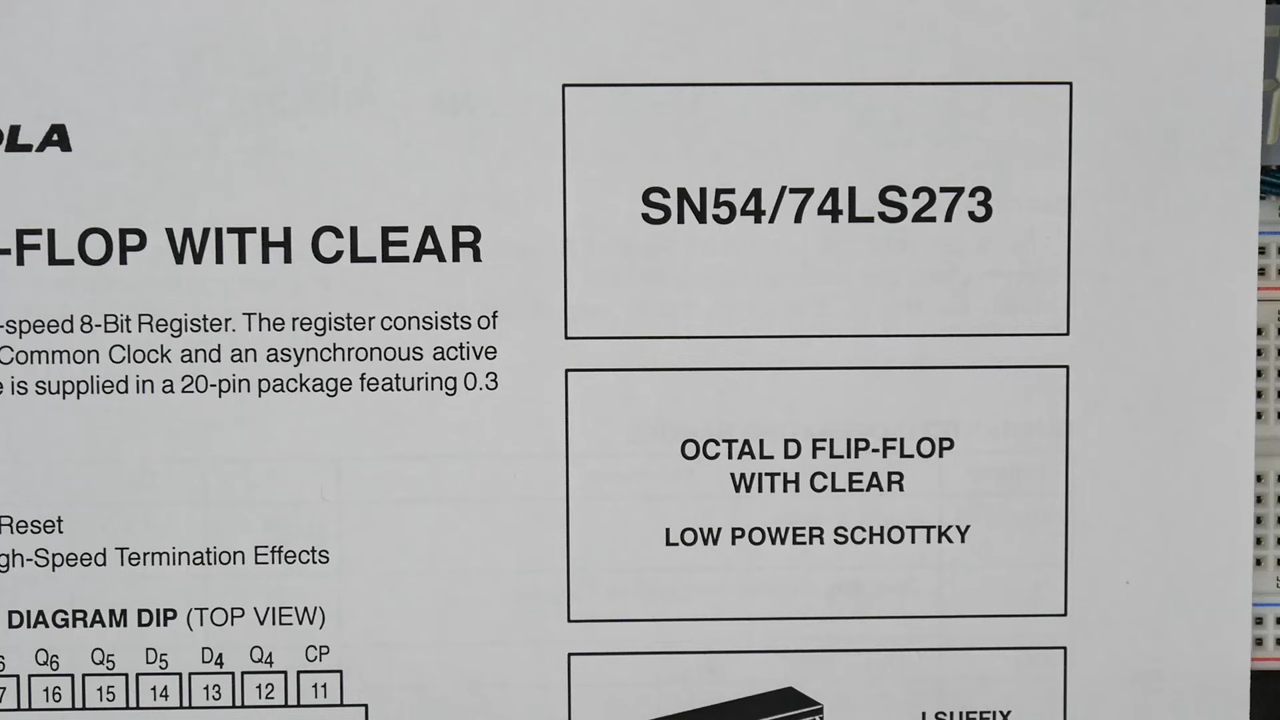 OLA
-FLOP WITH CLEAR
-speed 8-Bit Register. The register consists of
Common Clock and an asynchronous active
is supplied in a 20-pin package featuring 0.3
Reset
gh-Speed Termination Effects
DIAGRAM DIP (TOP VIEW)
Q6 Q5 D5 D4 Q4 CP
16 15 14 13 12 11
SN54/74LS273
OCTAL D FLIP-FLOP
WITH CLEAR
LOW POWER SCHOTTKY
J SUFFIX